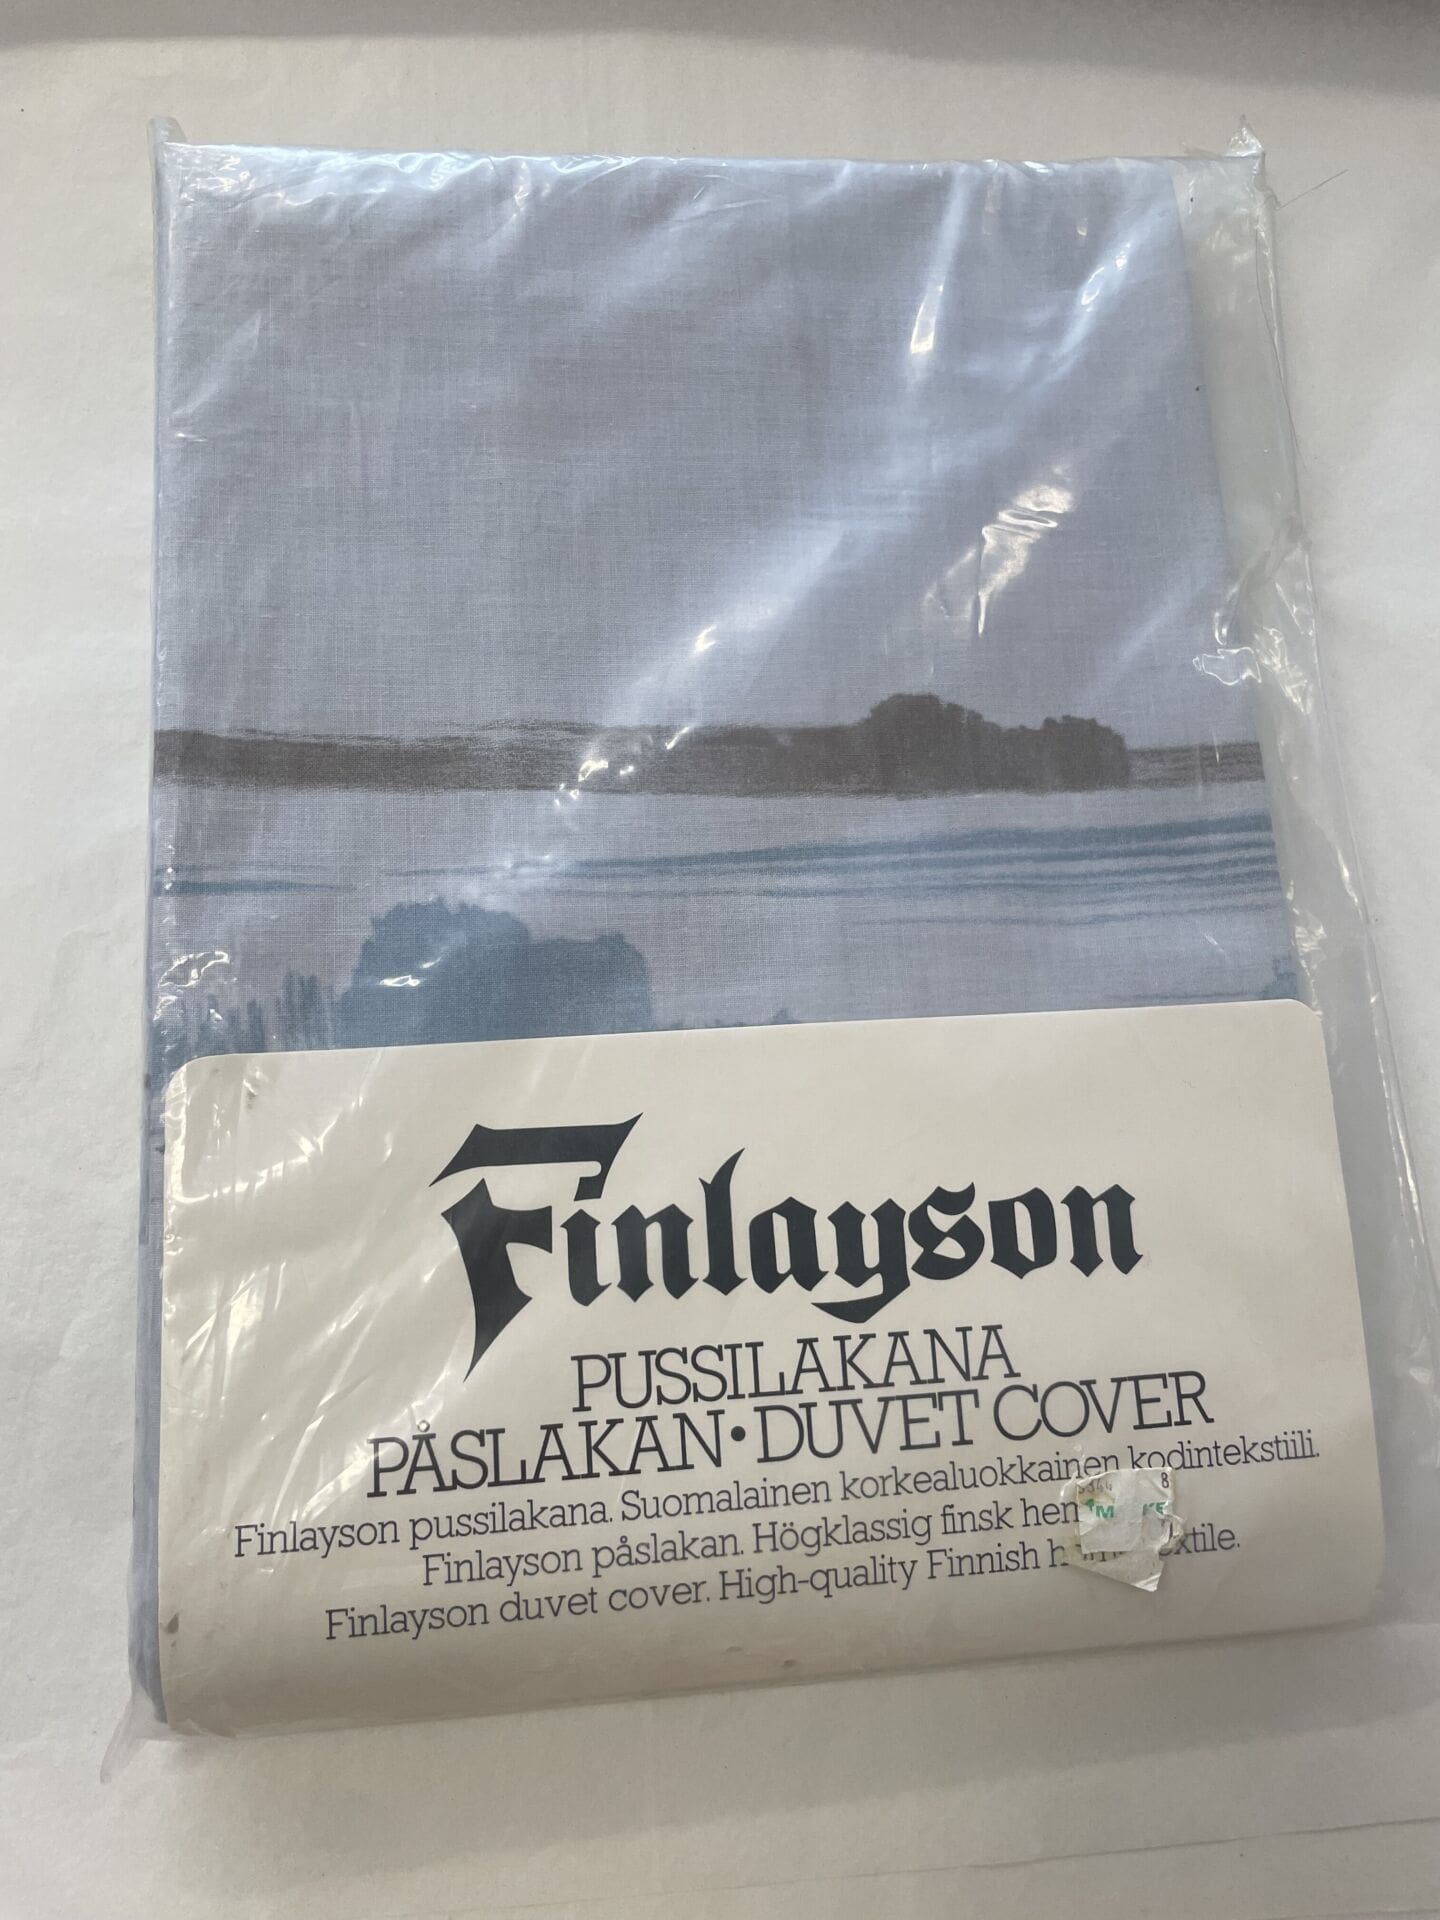 Finlayson
PUSSILAKANA
PÅSLAKAN • DUVET COVER
Finlayson pussilakana. Suomalainen korkealuokkainen kodintekstiili.
Finlayson påslakan. Högklassig finsk
Finlayson duvet cover. High-quality Finnish
8